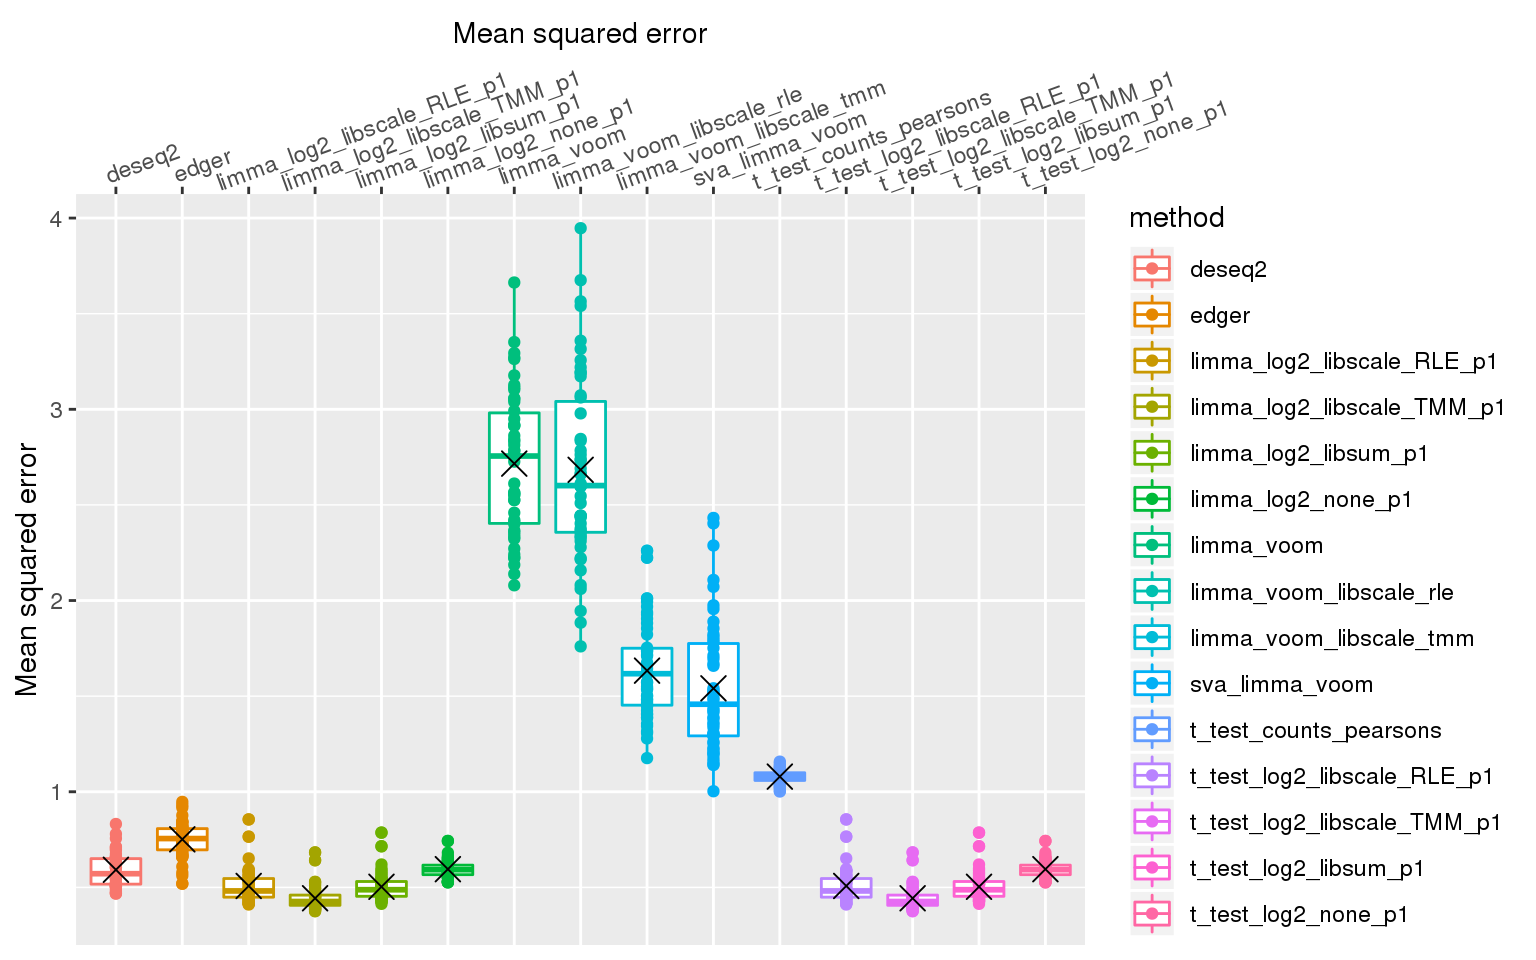 Mean squared error
deseq2
edger
limma_log2_libscale_RLE_p1
limma_log2_libscale_TMM_p1
limma_log2_libsum_p1
limma_log2_none_p1
limma_voom
limma_voom_libscale_rle
limma_voom_libscale_tmm
sva_limma_voom
t_test_counts_pearsons
t_test_log2_libscale_RLE_p1
t_test_log2_libscale_TMM_p1
t_test_log2_libsum_p1
t_test_log2_none_p1
Mean squared error
4
3
2
1
method
deseq2
edger
limma_log2_libscale_RLE_p1
limma_log2_libscale_TMM_p1
limma_log2_libsum_p1
limma_log2_none_p1
limma_voom
limma_voom_libscale_rle
limma_voom_libscale_tmm
sva_limma_voom
t_test_counts_pearsons
t_test_log2_libscale_RLE_p1
t_test_log2_libscale_TMM_p1
t_test_log2_libsum_p1
t_test_log2_none_p1